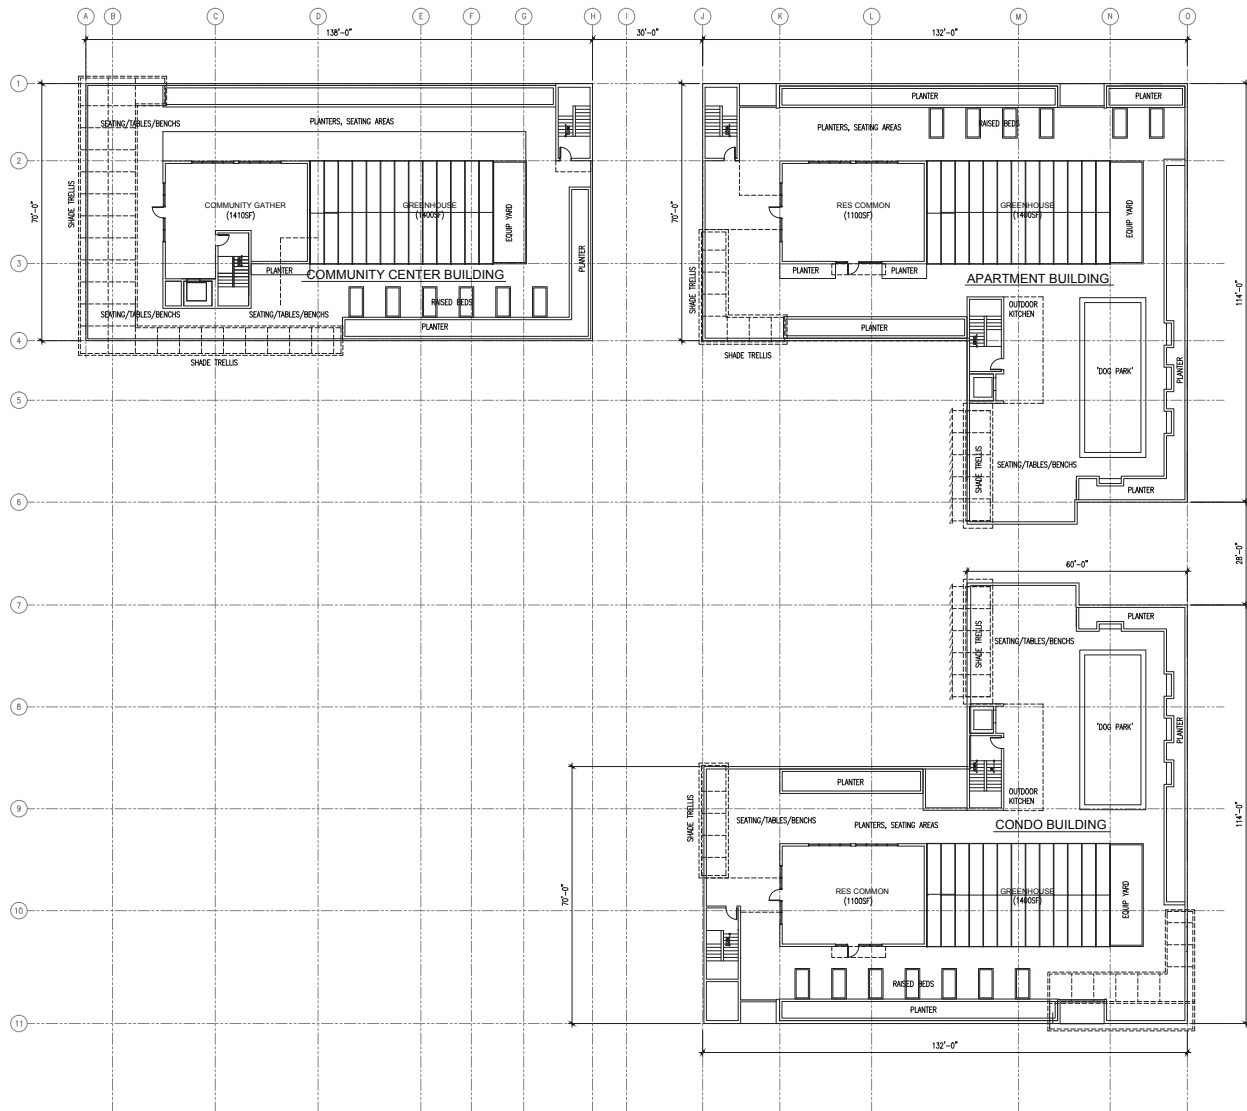 A B C D E F G H I J K L M N O
138'-0" 30'-0" 132'-0"
1
PLANTER PLANTER
SEATING/TABLES/BENCHS PLANTERS, SEATING AREAS PLANTERS, SEATING AREAS RAISED BEDS
2
SHADE TRELLIS
70'-0"
COMMUNITY GATHER
(1410SF)
GREENHOUSE
(1400SF)
EQUIP YARD
PLANTER
70'-0"
RES COMMON
(1100SF)
GREENHOUSE
(1400SF)
EQUIP YARD
3
PLANTER
COMMUNITY CENTER BUILDING
PLANTER PLANTER
APARTMENT BUILDING
114'-0"
SHADE TRELLIS
RAISED BEDS
OUTDOOR
KITCHEN
SEATING/TABLES/BENCHS SEATING/TABLES/BENCHS
PLANTER
PLANTER
4
SHADE TRELLIS
SHADE TRELLIS
'DOG PARK'
PLANTER
5
SHADE TRELLIS
SEATING/TABLES/BENCHS
PLANTER
6
28'-0"
60'-0"
7
PLANTER
SHADE TRELLIS
SEATING/TABLES/BENCHS
8
'DOG PARK'
PLANTER
PLANTER
OUTDOOR
KITCHEN
9
SHADE TRELLIS
SEATING/TABLES/BENCHS
PLANTERS, SEATING AREAS
CONDO BUILDING
114'-0"
70'-0"
RES COMMON
(1100SF)
GREENHOUSE
(1400SF)
EQUIP YARD
10
RAISED BEDS
PLANTER
11
132'-0"